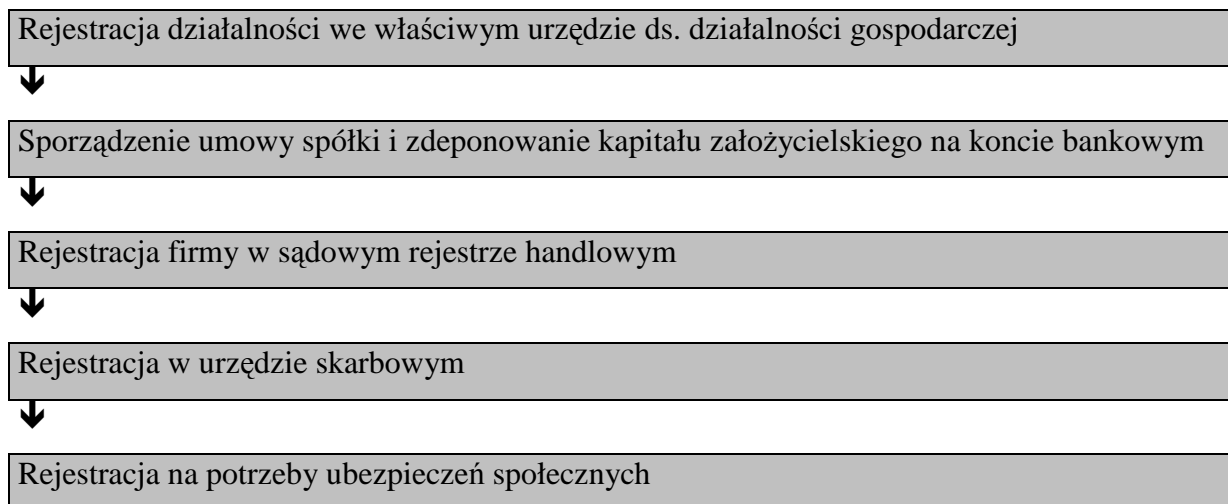 Rejestracja działalności we właściwym urzędzie ds. działalności gospodarczej
Sporządzenie umowy spółki i zdeponowanie kapitału założycielskiego na koncie bankowym
Rejestracja firmy w sądowym rejestrze handlowym
Rejestracja w urzędzie skarbowym
Rejestracja na potrzeby ubezpieczeń społecznych